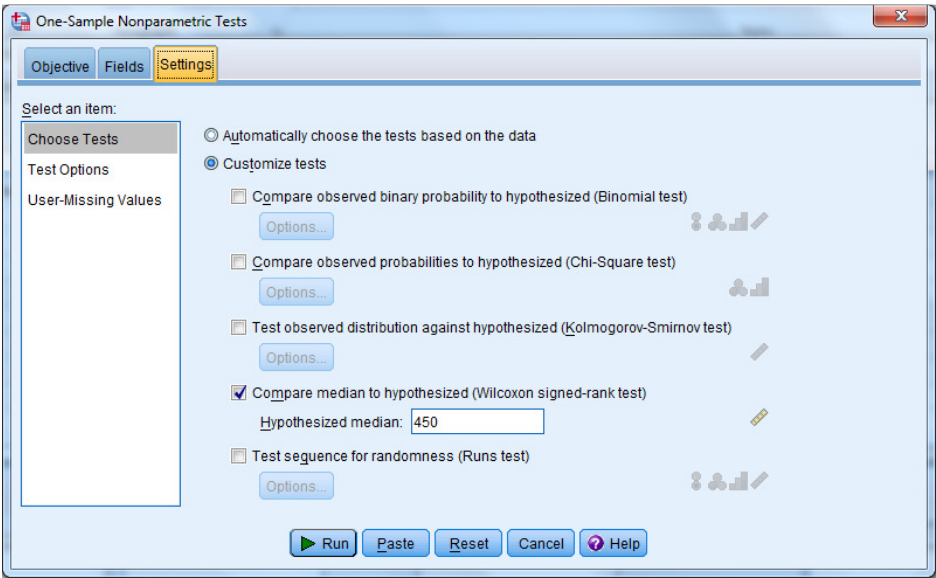 One-Sample Nonparametric Tests
Objective Fields Settings
Select an item:
Choose Tests
Test Options
User-Missing Values
Automatically choose the tests based on the data
Customize tests
Compare observed binary probability to hypothesized (Binomial test)
Options...
Compare observed probabilities to hypothesized (Chi-Square test)
Options...
Test observed distribution against hypothesized (Kolmogorov-Smirnov test)
Options...
Compare median to hypothesized (Wilcoxon signed-rank test)
Hypothesized median: 450
Test sequence for randomness (Runs test)
Options...
Run Paste Reset Cancel Help